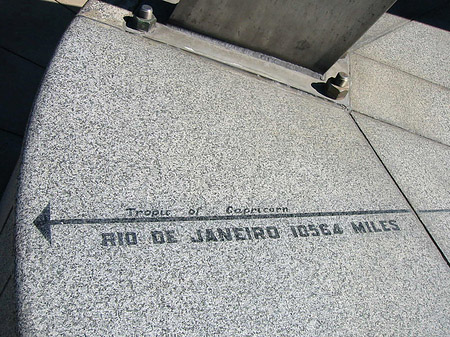 Tropic of Capricorn
RIO DE JANEIRO 10564 MILES